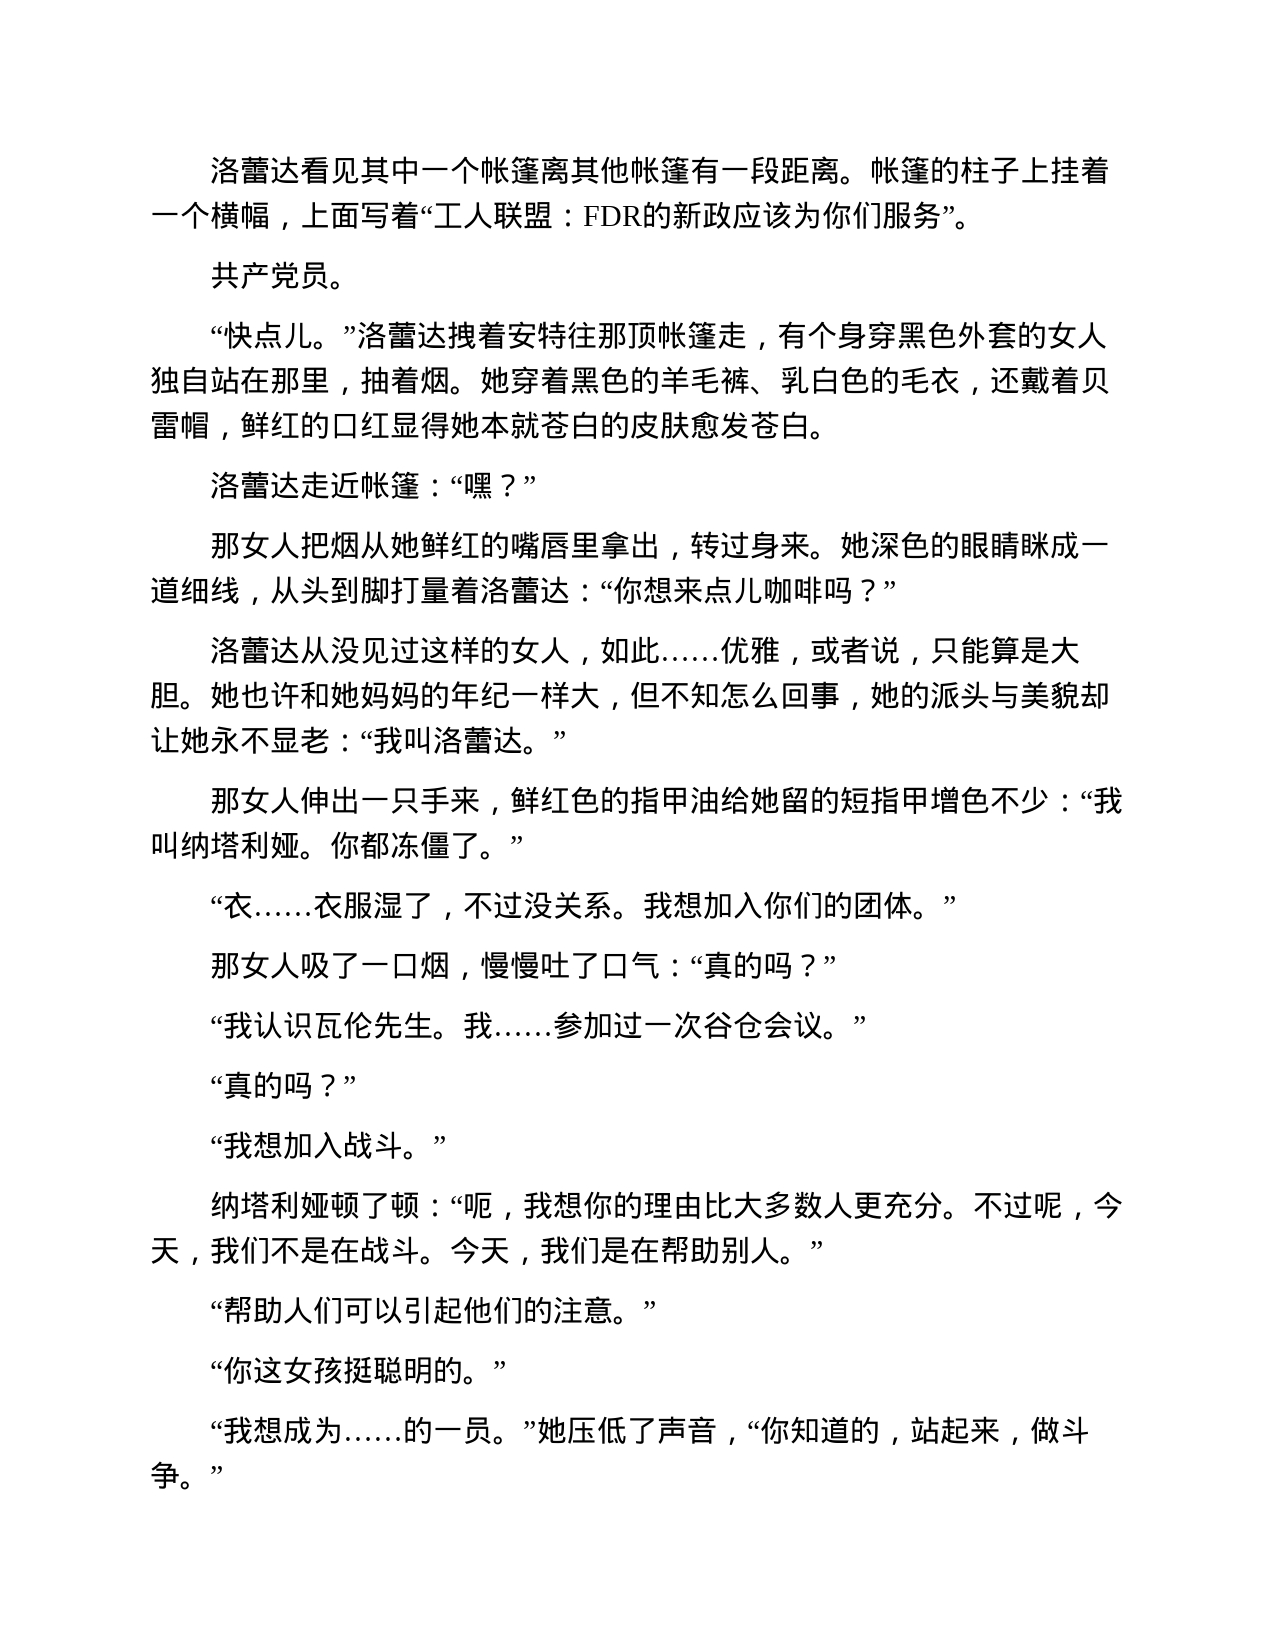 洛蕾达看见其中一个帐篷离其他帐篷有一段距离。帐篷的柱子上挂着
一个横幅，上面写着“工人联盟：FDR的新政应该为你们服务”。
共产党员。
“快点儿。”洛蕾达拽着安特往那顶帐篷走，有个身穿黑色外套的女人
独自站在那里，抽着烟。她穿着黑色的羊毛裤、乳白色的毛衣，还戴着贝
雷帽，鲜红的口红显得她本就苍白的皮肤愈发苍白。
洛蕾达走近帐篷：“嘿？”
那女人把烟从她鲜红的嘴唇里拿出，转过身来。她深色的眼睛眯成一
道细线，从头到脚打量着洛蕾达：“你想来点儿咖啡吗？”
洛蕾达从没见过这样的女人，如此……优雅，或者说，只能算是大
胆。她也许和她妈妈的年纪一样大，但不知怎么回事，她的派头与美貌却
让她永不显老：“我叫洛蕾达。”
那女人伸出一只手来，鲜红色的指甲油给她留的短指甲增色不少：“我
叫纳塔利娅。你都冻僵了。”
“衣……衣服湿了，不过没关系。我想加入你们的团体。”
那女人吸了一口烟，慢慢吐了口气：“真的吗？”
“我认识瓦伦先生。我……参加过一次谷仓会议。”
“真的吗？”
“我想加入战斗。”
纳塔利娅顿了顿：“呃，我想你的理由比大多数人更充分。不过呢，今
天，我们不是在战斗。今天，我们是在帮助别人。”
“帮助人们可以引起他们的注意。”
“你这女孩挺聪明的。”
“我想成为……的一员。”她压低了声音，“你知道的，站起来，做斗
争。”